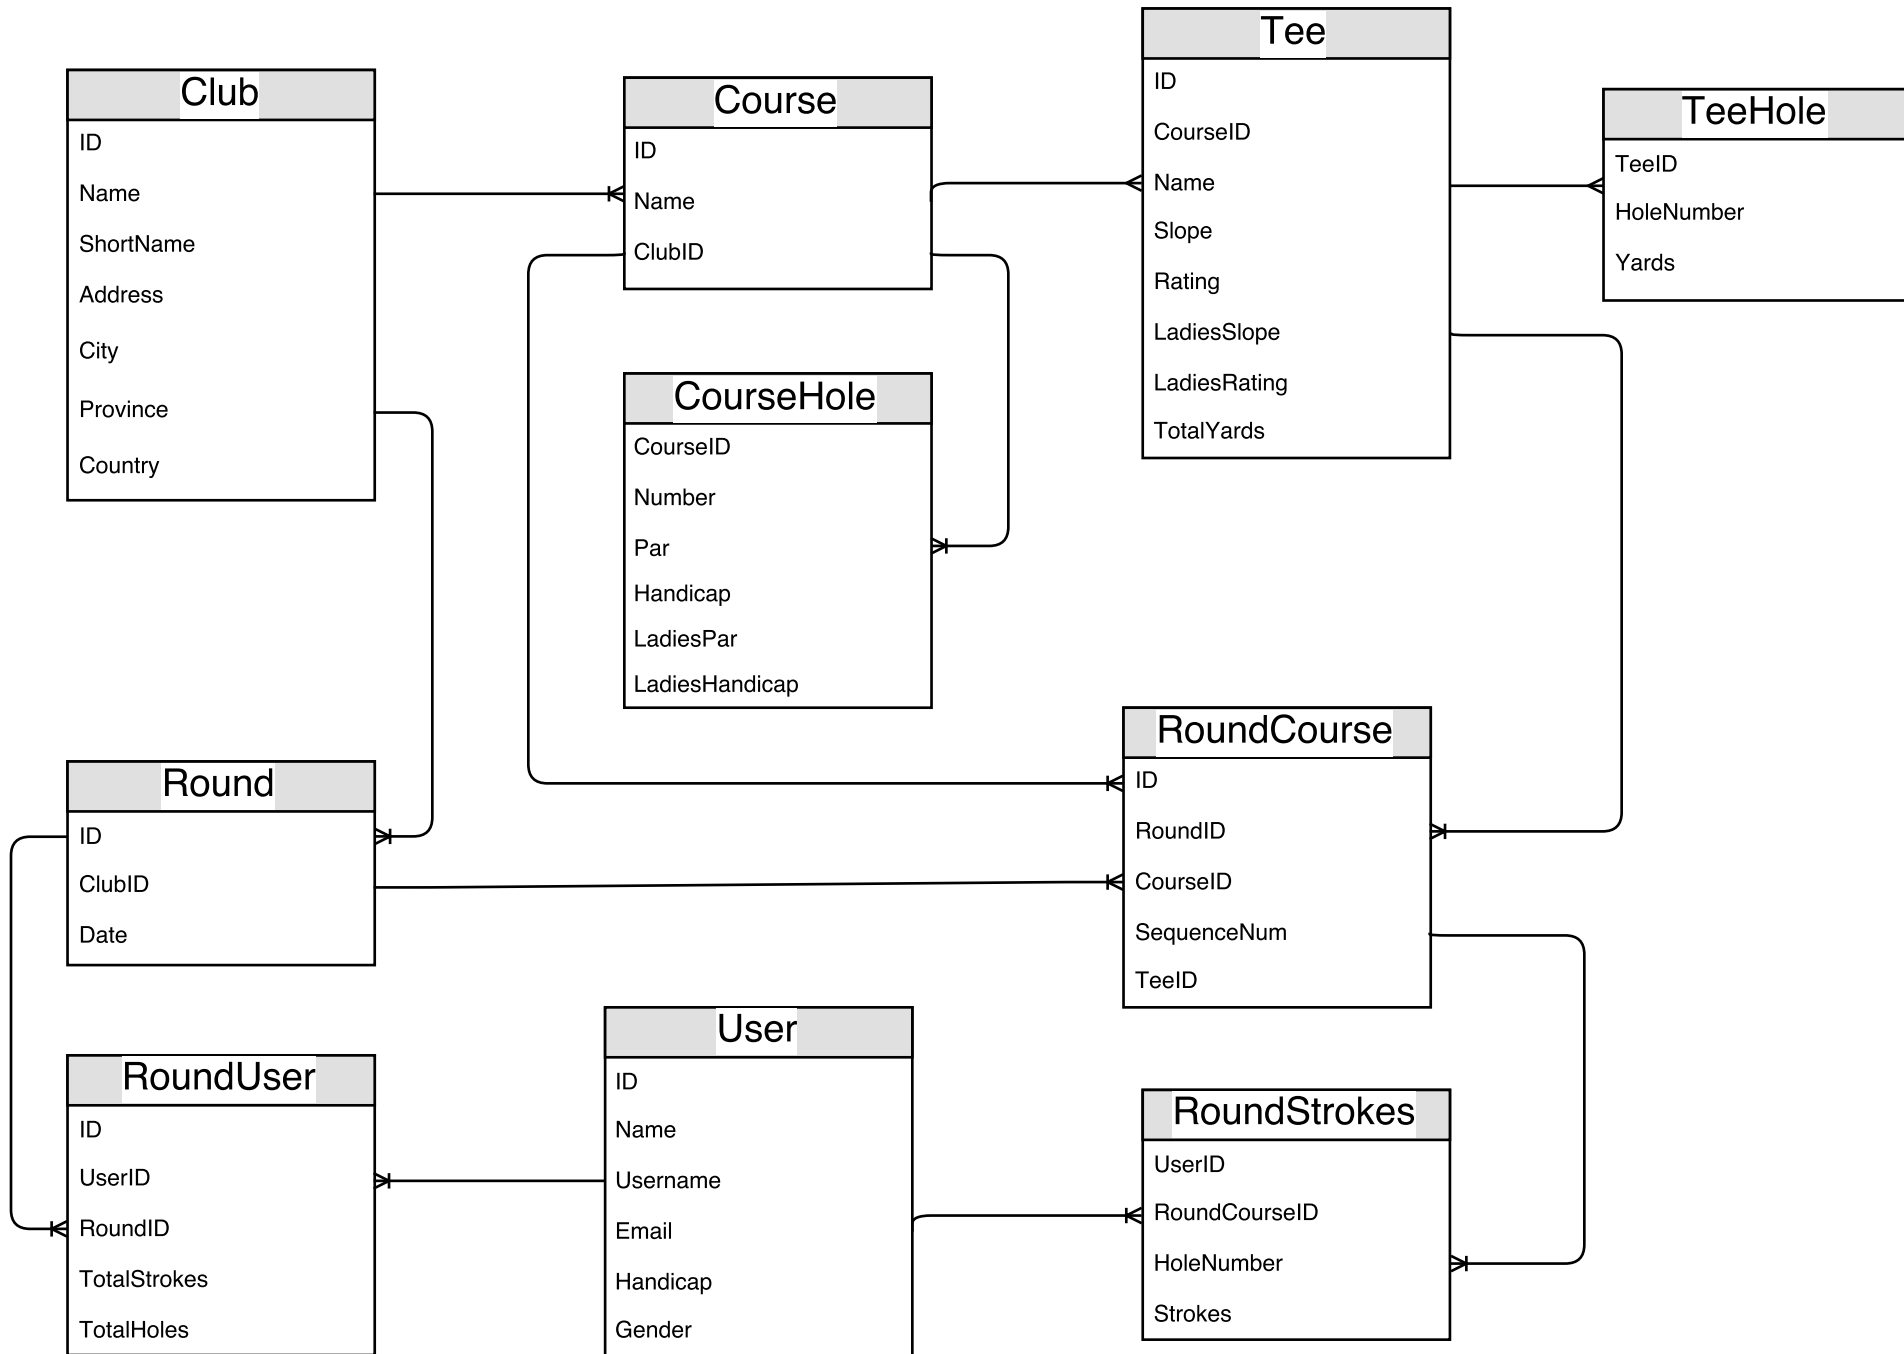 Club
ID
Name
ShortName
Address
City
Province
Country
Course
ID
Name
ClubID
Tee
ID
CourseID
Name
Slope
Rating
LadiesSlope
LadiesRating
TotalYards
TeeHole
TeeID
HoleNumber
Yards
CourseHole
CourseID
Number
Par
Handicap
LadiesPar
LadiesHandicap
Round
ID
ClubID
Date
RoundCourse
ID
RoundID
CourseID
SequenceNum
TeeID
RoundUser
ID
UserID
RoundID
TotalStrokes
TotalHoles
User
ID
Name
Username
Email
Handicap
Gender
RoundStrokes
UserID
RoundCourseID
HoleNumber
Strokes